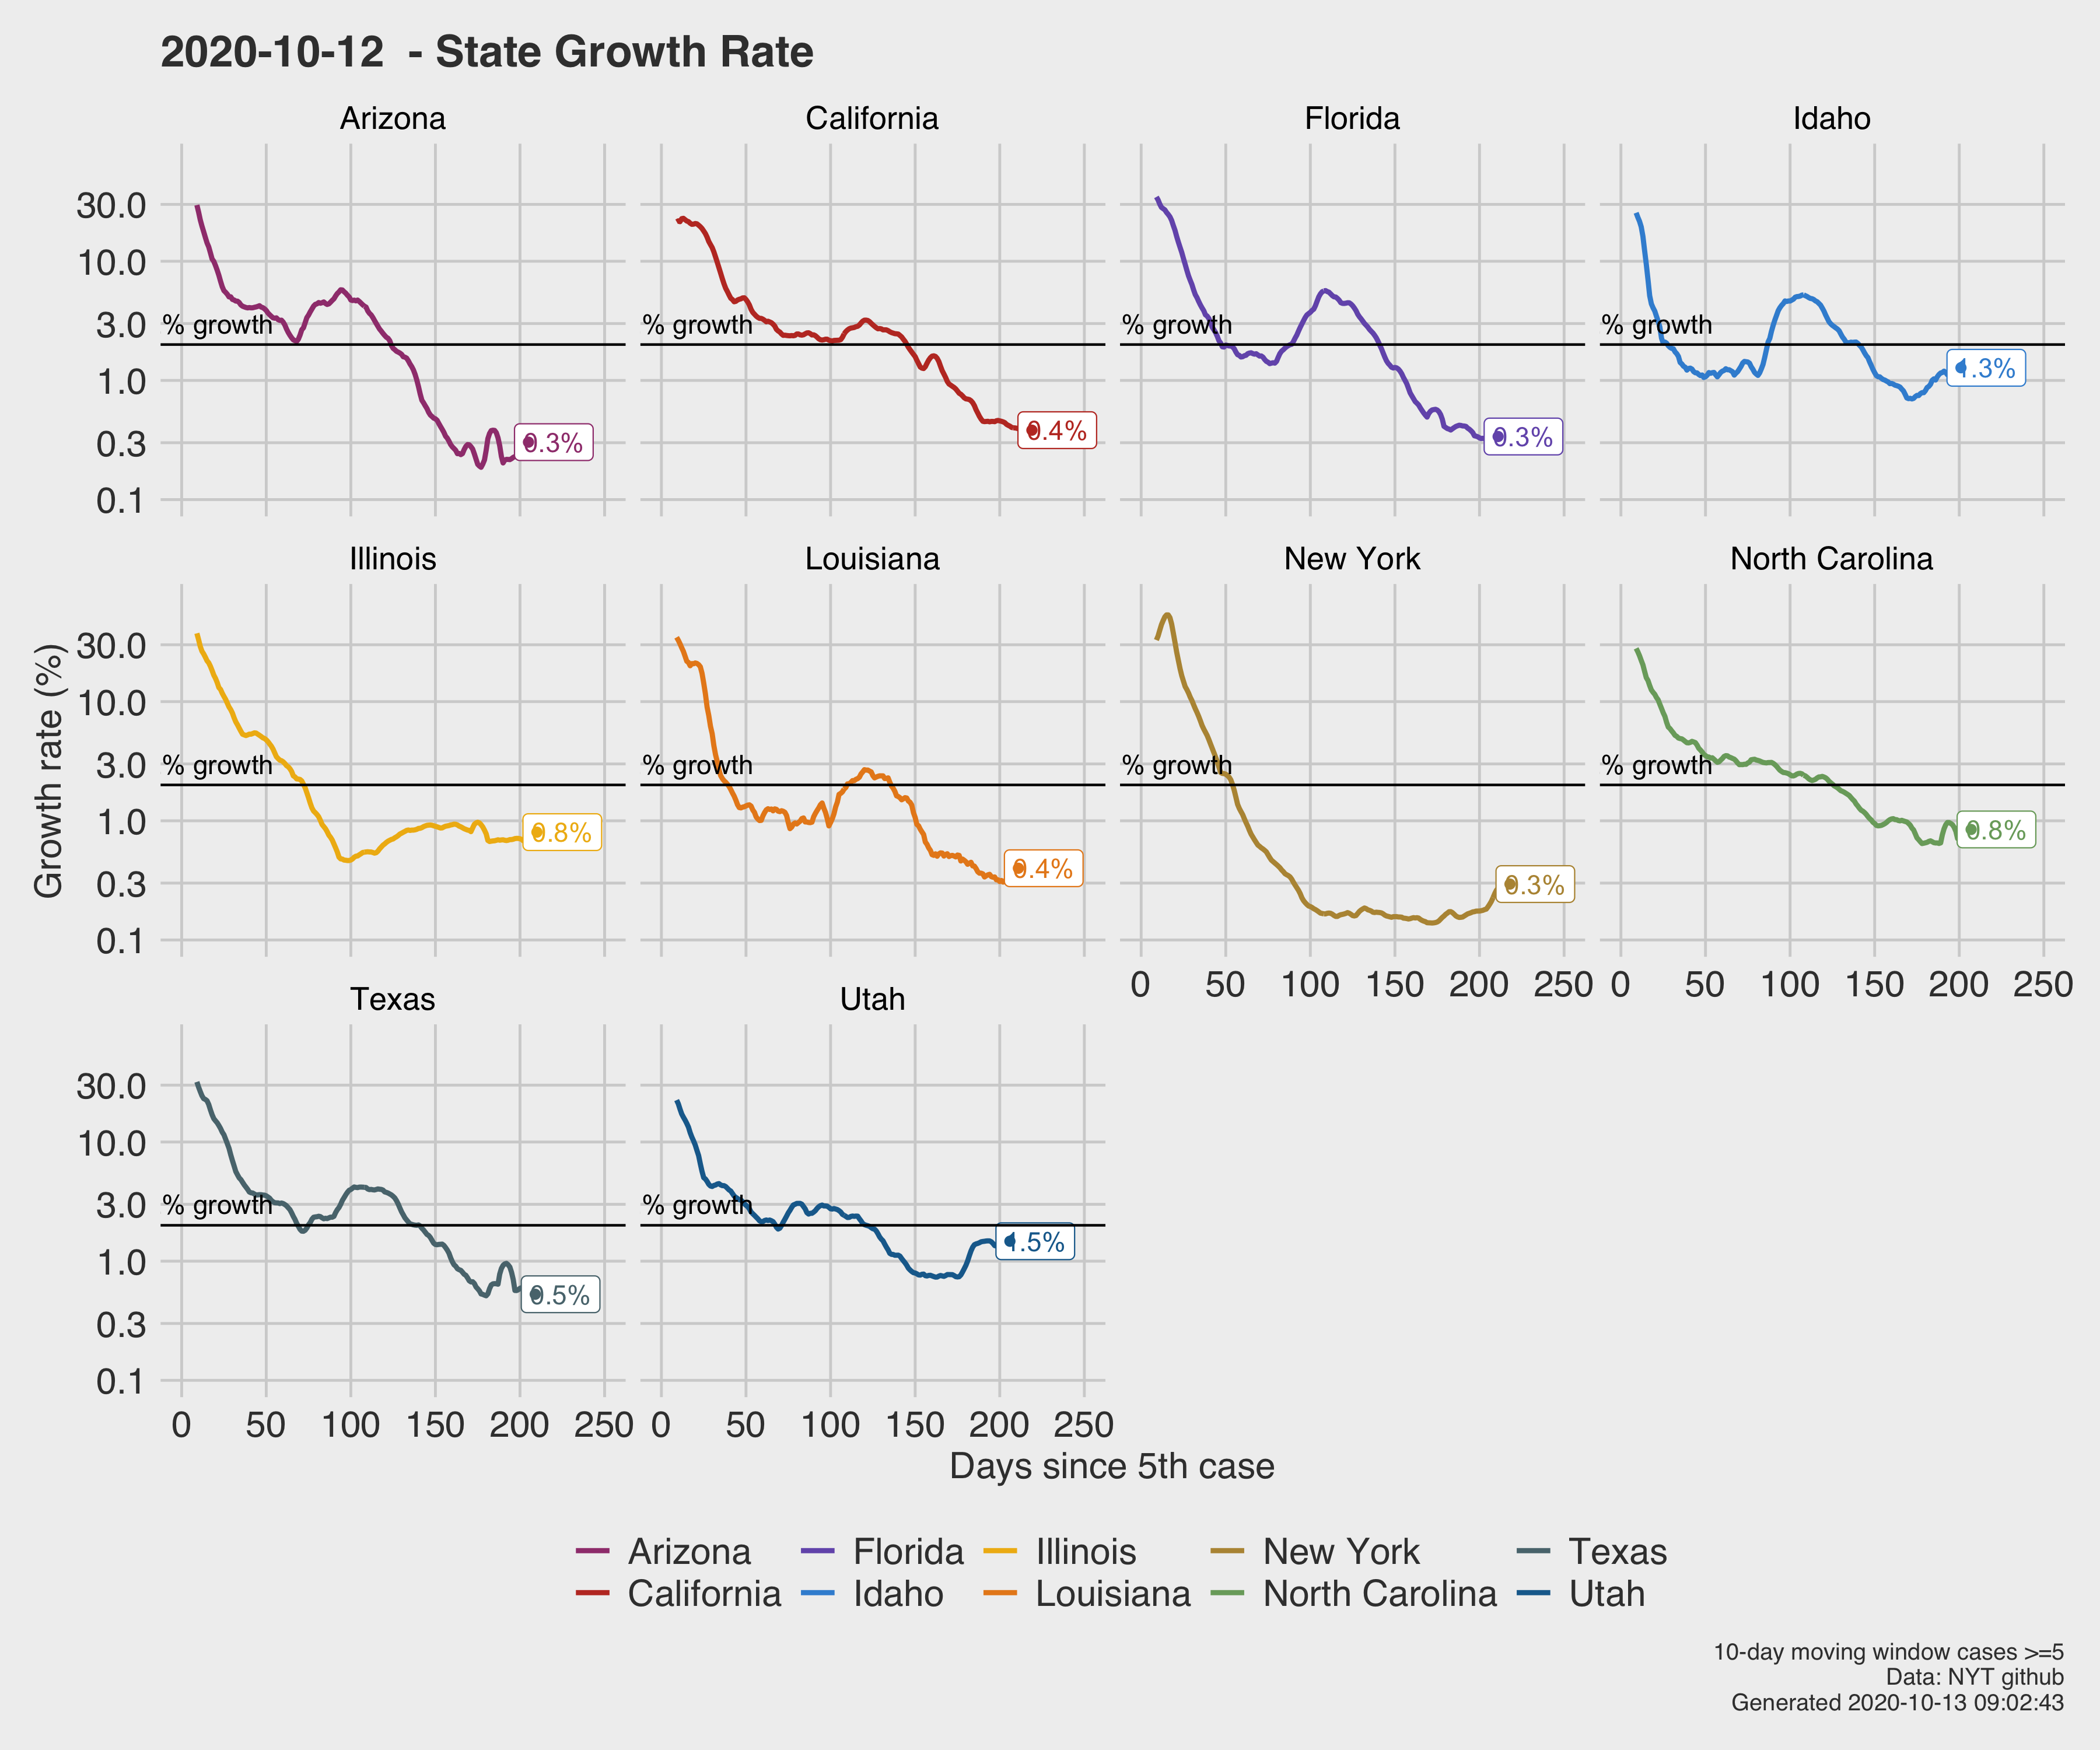 2020-10-12 - State Growth Rate
Arizona California Florida Idaho
30.0
10.0
3.0
1.0
0.3
0.1
% growth % growth % growth % growth
0.3% 0.4% 0.3% 1.3%
Illinois Louisiana New York North Carolina
Growth rate (%)
30.0
10.0
3.0
1.0
0.3
0.1
% growth % growth % growth % growth
0.8% 0.4% 0.3% 0.8%
0 50 100 150 200 250 0 50 100 150 200 250
Texas Utah
30.0
10.0
3.0
1.0
0.3
0.1
% growth % growth
0.5% 1.5%
0 50 100 150 200 250 0 50 100 150 200 250
Days since 5th case
Arizona Florida Illinois New York Texas
California Idaho Louisiana North Carolina Utah
10-day moving window cases >=5
Data: NYT github
Generated 2020-10-13 09:02:43